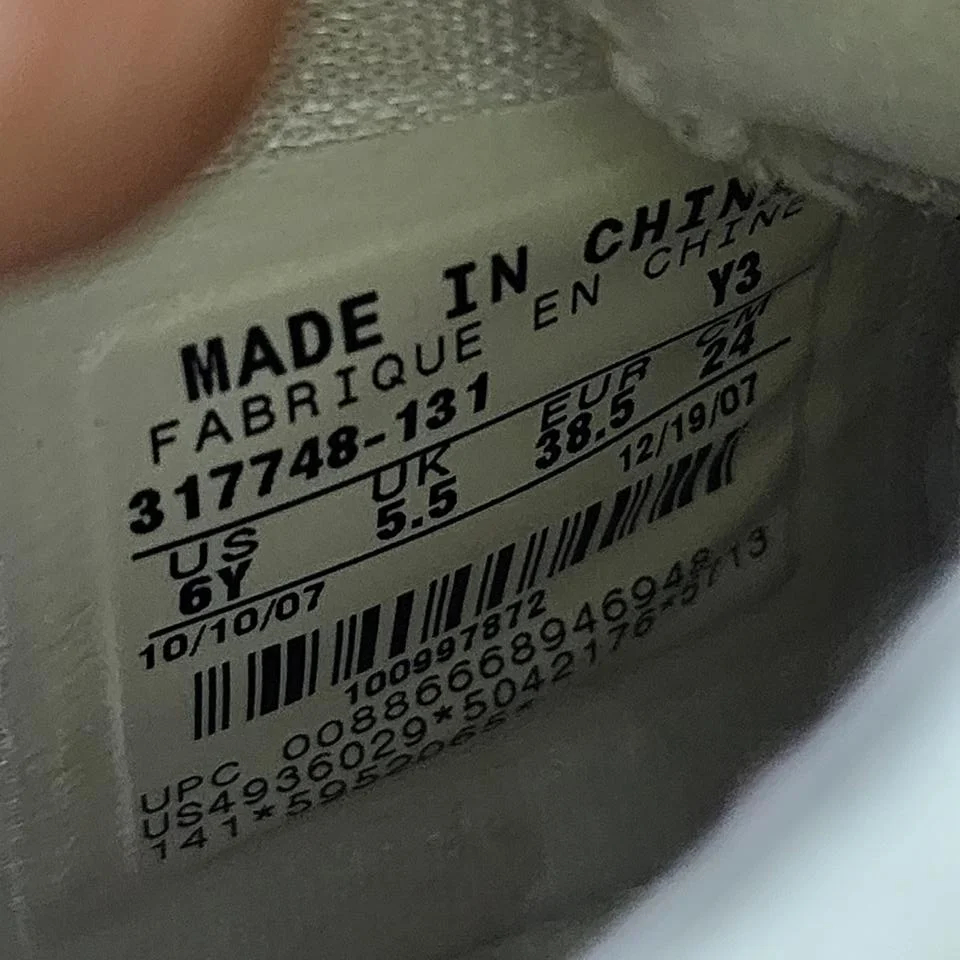 MADE IN CHINA
FABRIQUE EN CHINE
317748-131 Y3
US UK EUR CM
6Y 5.5 38.5 24
10/10/07 12/19/07
100997872
UPC 00886668946948
US4936029*5042176*5713
141*5952065*